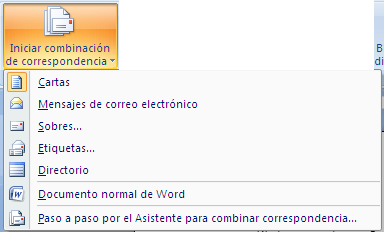 Iniciar combinación
de correspondencia
Cartas
Mensajes de correo electrónico
Sobres...
Etiquetas...
Directorio
Documento normal de Word
Paso a paso por el Asistente para combinar correspondencia...